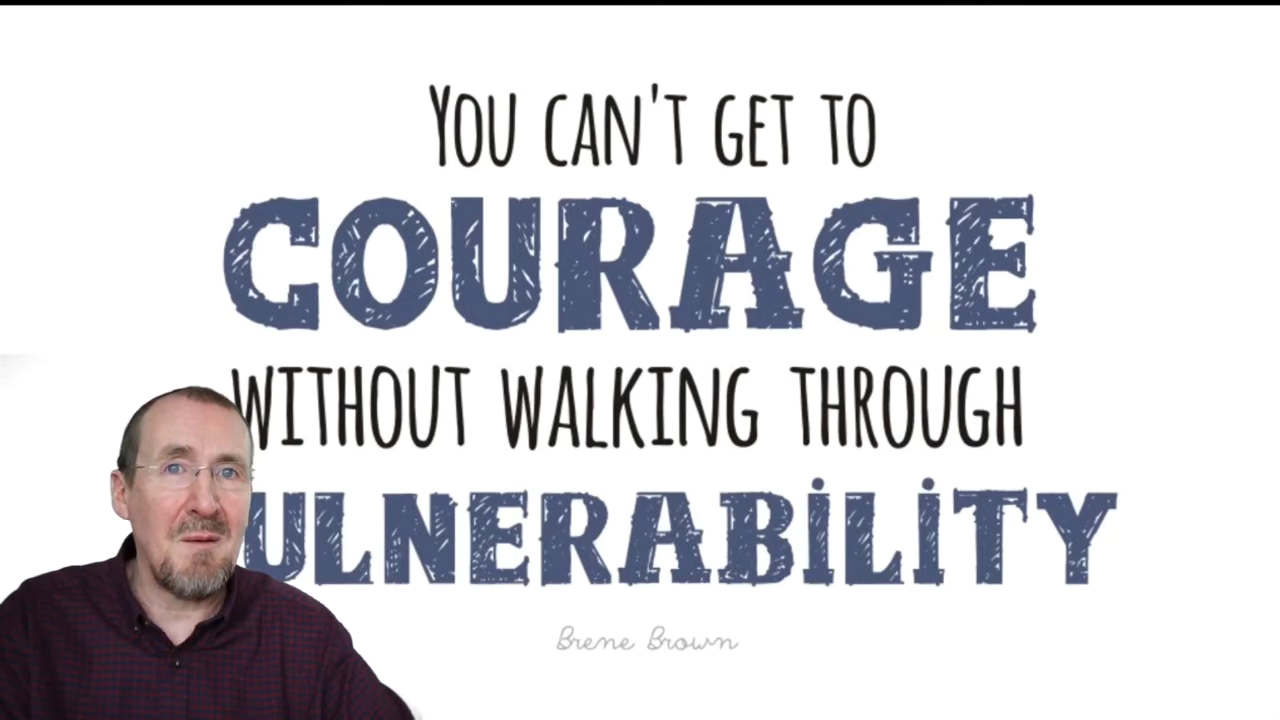 YOU CAN'T GET TO
COURAGE
WITHOUT WALKING THROUGH
ULNERABiLiTY
Brene Brown